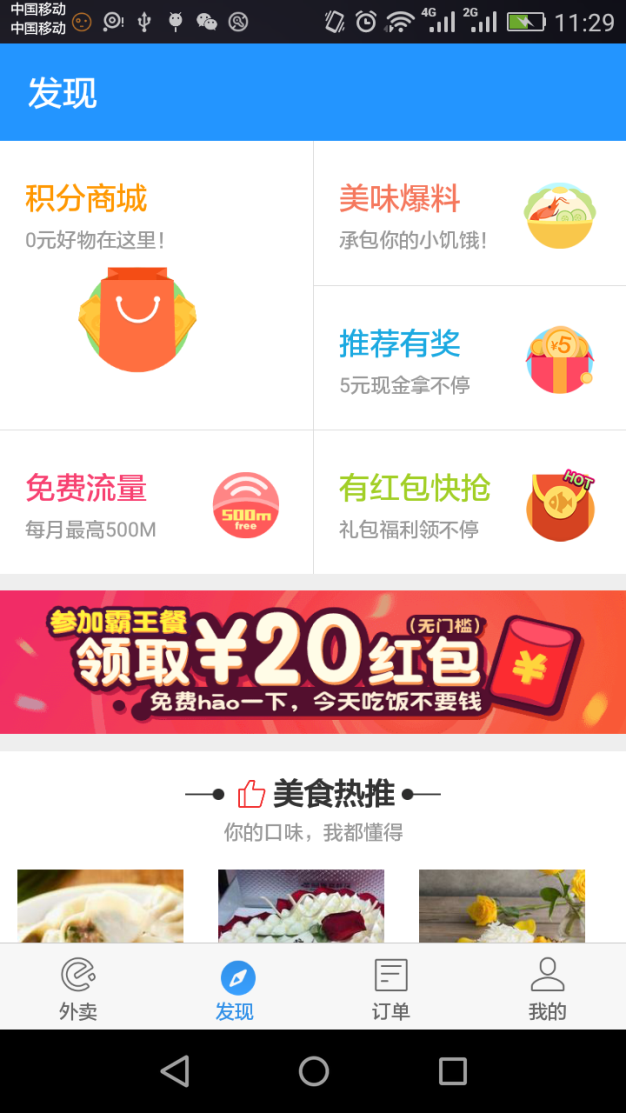 中国移动
中国移动
4G
2G
11:29
发现
积分商城
0元好物在这里!
美味爆料
承包你的小饥饿!
推荐有奖
5元现金拿不停
¥5
免费流量
每月最高500M
500m
free
有红包快抢
礼包福利领不停
HOT
参加霸王餐
(无门槛)
领取¥20红包
¥
免费hāo一下，今天吃饭不要钱
美食热推
你的口味，我都懂得
外卖
发现
订单
我的